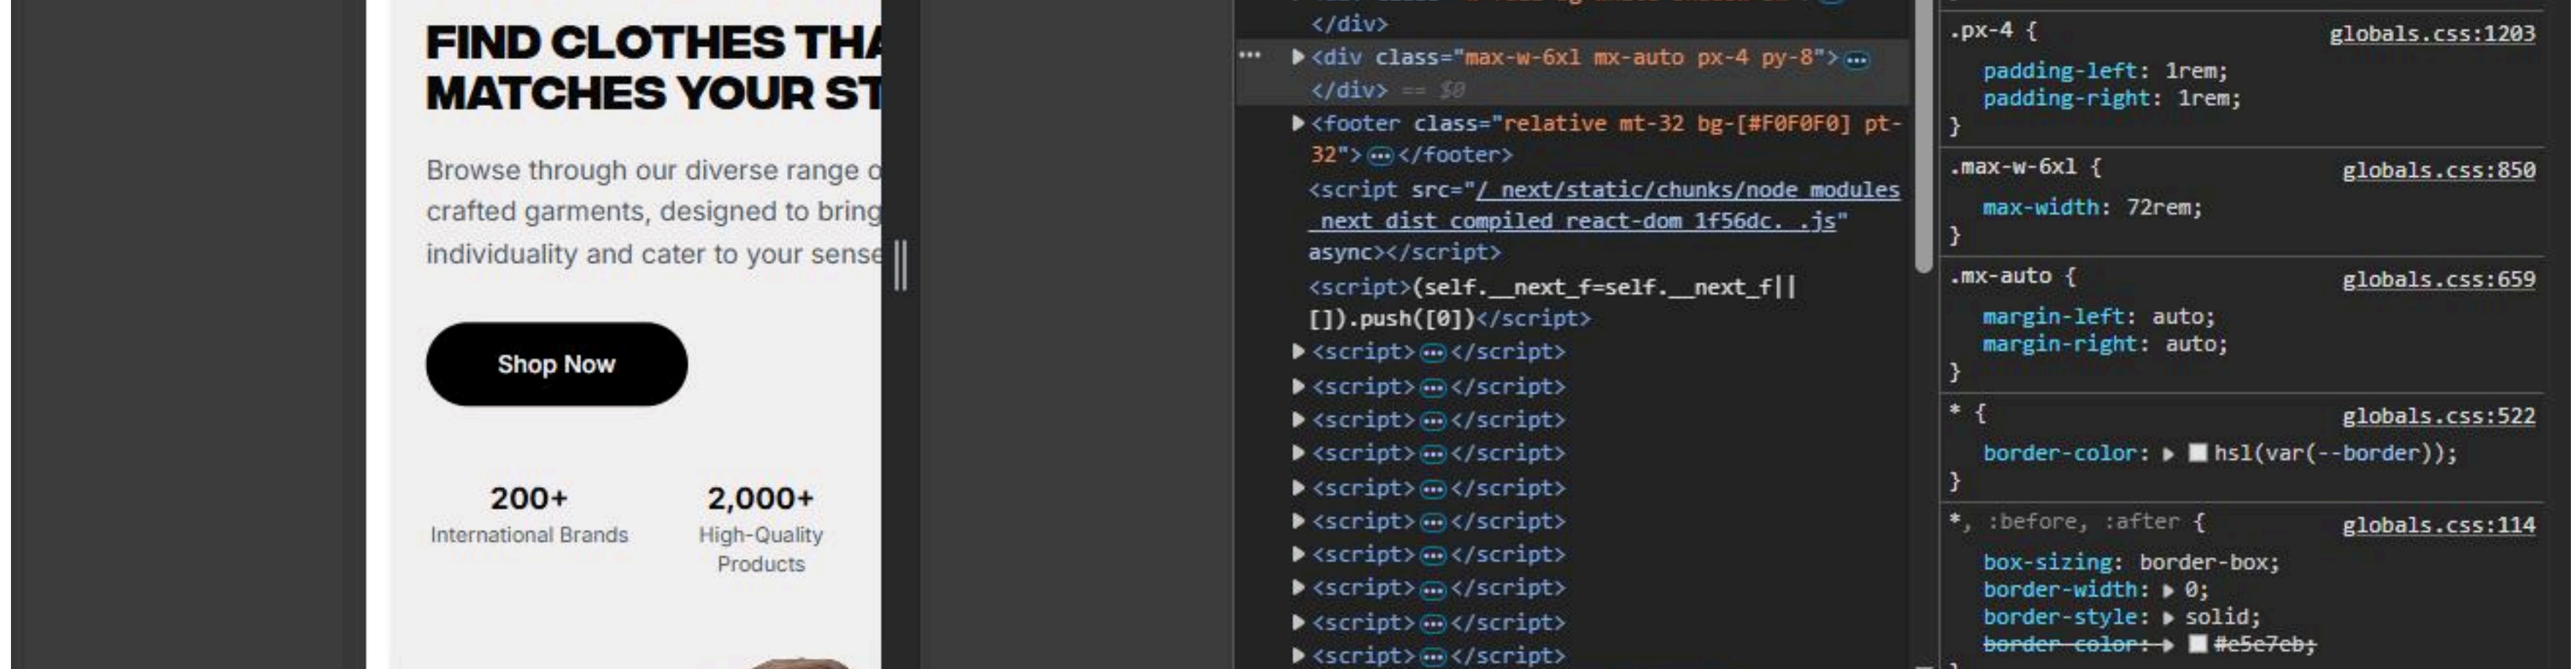 FIND CLOTHES THA
MATCHES YOUR ST
Browse through our diverse range o
crafted garments, designed to bring
individuality and cater to your sense
Shop Now
200+
International Brands
2,000+
High-Quality
Products
</div>
<div class="max-w-6xl mx-auto px-4 py-8">
</div> == $0
<footer class="relative mt-32 bg-[#F0F0F0] pt-
32"></footer>
<script src="/_next/static/chunks/node_modules
_next_dist_compiled_react-dom_1f56dc._.js"
async></script>
<script>(self.__next_f=self.__next_f||
[]).push([0])</script>
<script></script>
<script></script>
<script></script>
<script></script>
<script></script>
<script></script>
<script></script>
<script></script>
<script></script>
<script></script>
.px-4 { globals.css:1203
padding-left: 1rem;
padding-right: 1rem;
}
.max-w-6xl { globals.css:850
max-width: 72rem;
}
.mx-auto { globals.css:659
margin-left: auto;
margin-right: auto;
}
* { globals.css:522
border-color: hsl(var(--border));
}
*, :before, :after { globals.css:114
box-sizing: border-box;
border-width: 0;
border-style: solid;
border-color: #e5e7eb;